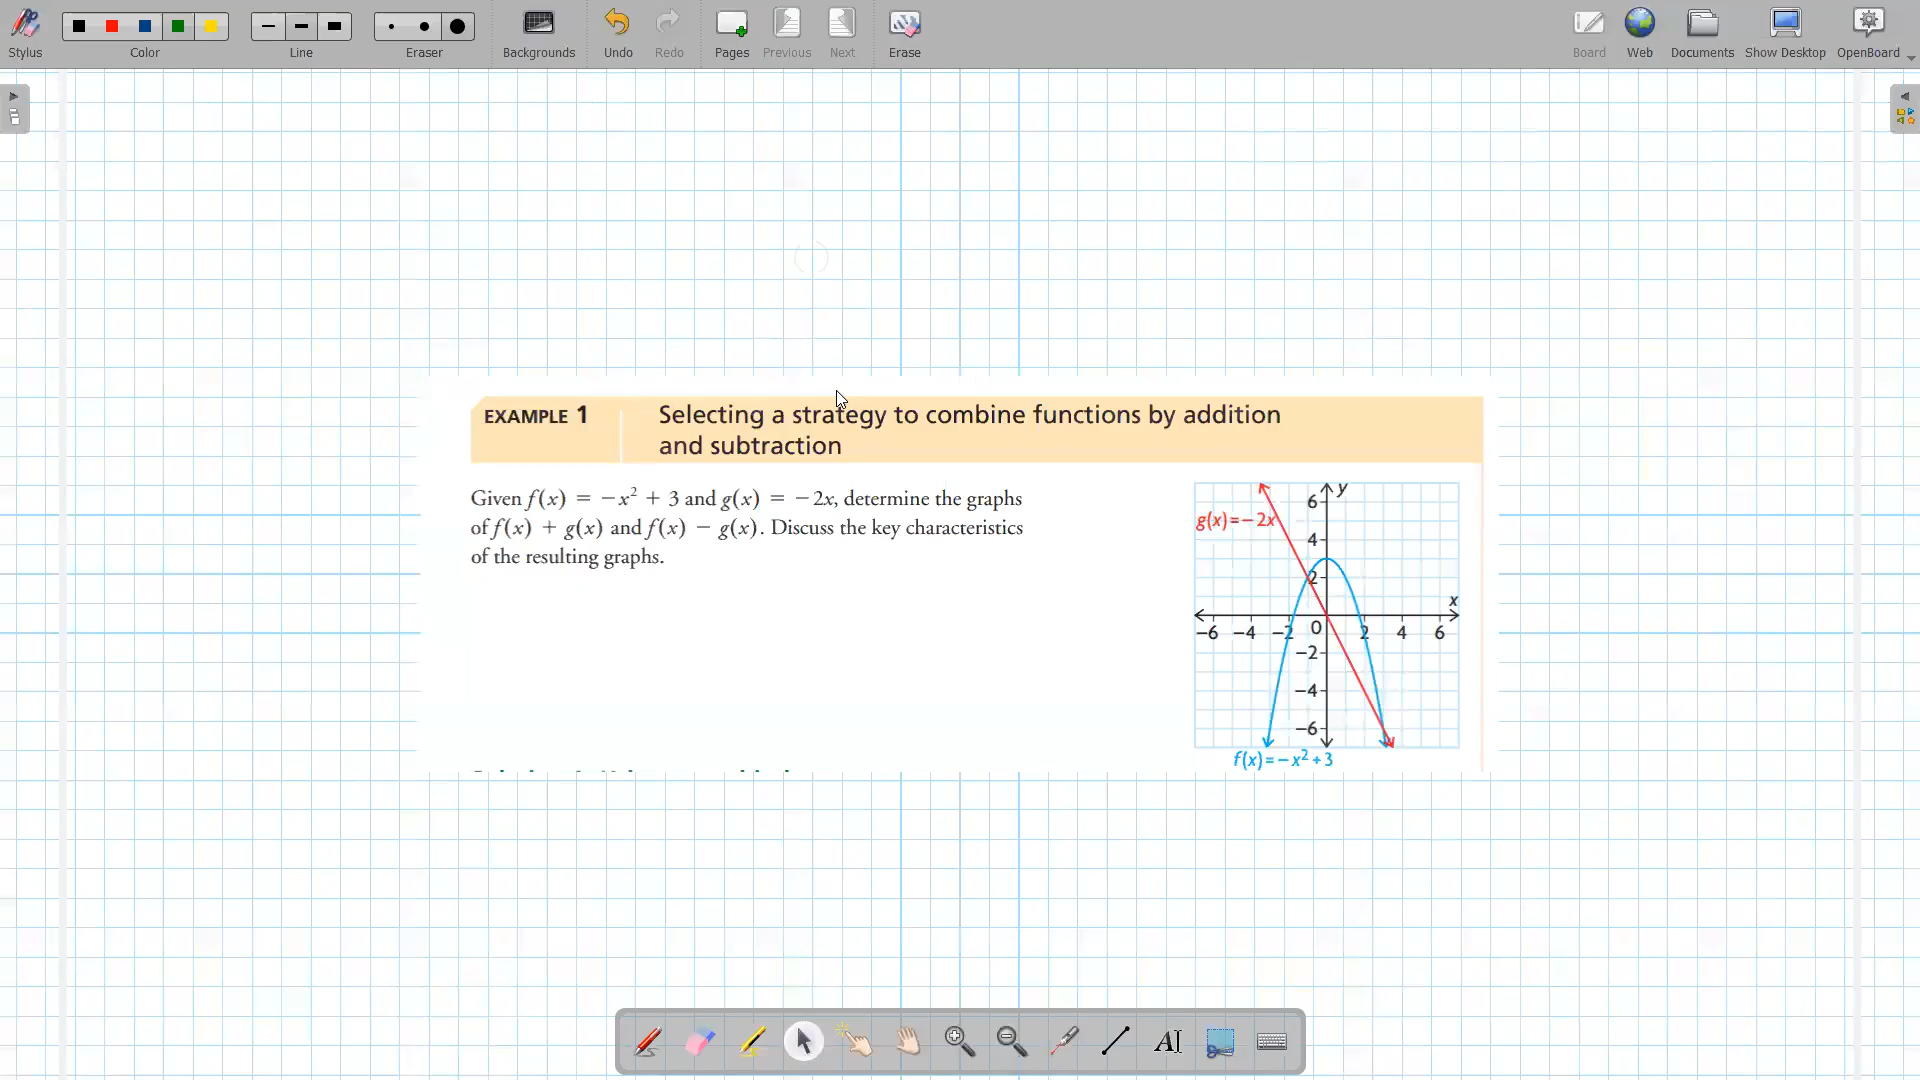 Stylus
Color
Line
Eraser
Backgrounds
Undo
Redo
Pages
Previous
Next
Erase
Board
Web
Documents
Show Desktop
OpenBoard
EXAMPLE 1
Selecting a strategy to combine functions by addition
and subtraction
Given f(x) = −x² + 3 and g(x) = −2x, determine the graphs
of f(x) + g(x) and f(x) − g(x). Discuss the key characteristics
of the resulting graphs.
g(x)=−2x
y
6
4
2
x
−6 −4 −2 0 2 4 6
−2
−4
−6
f(x)=−x²+3
AI